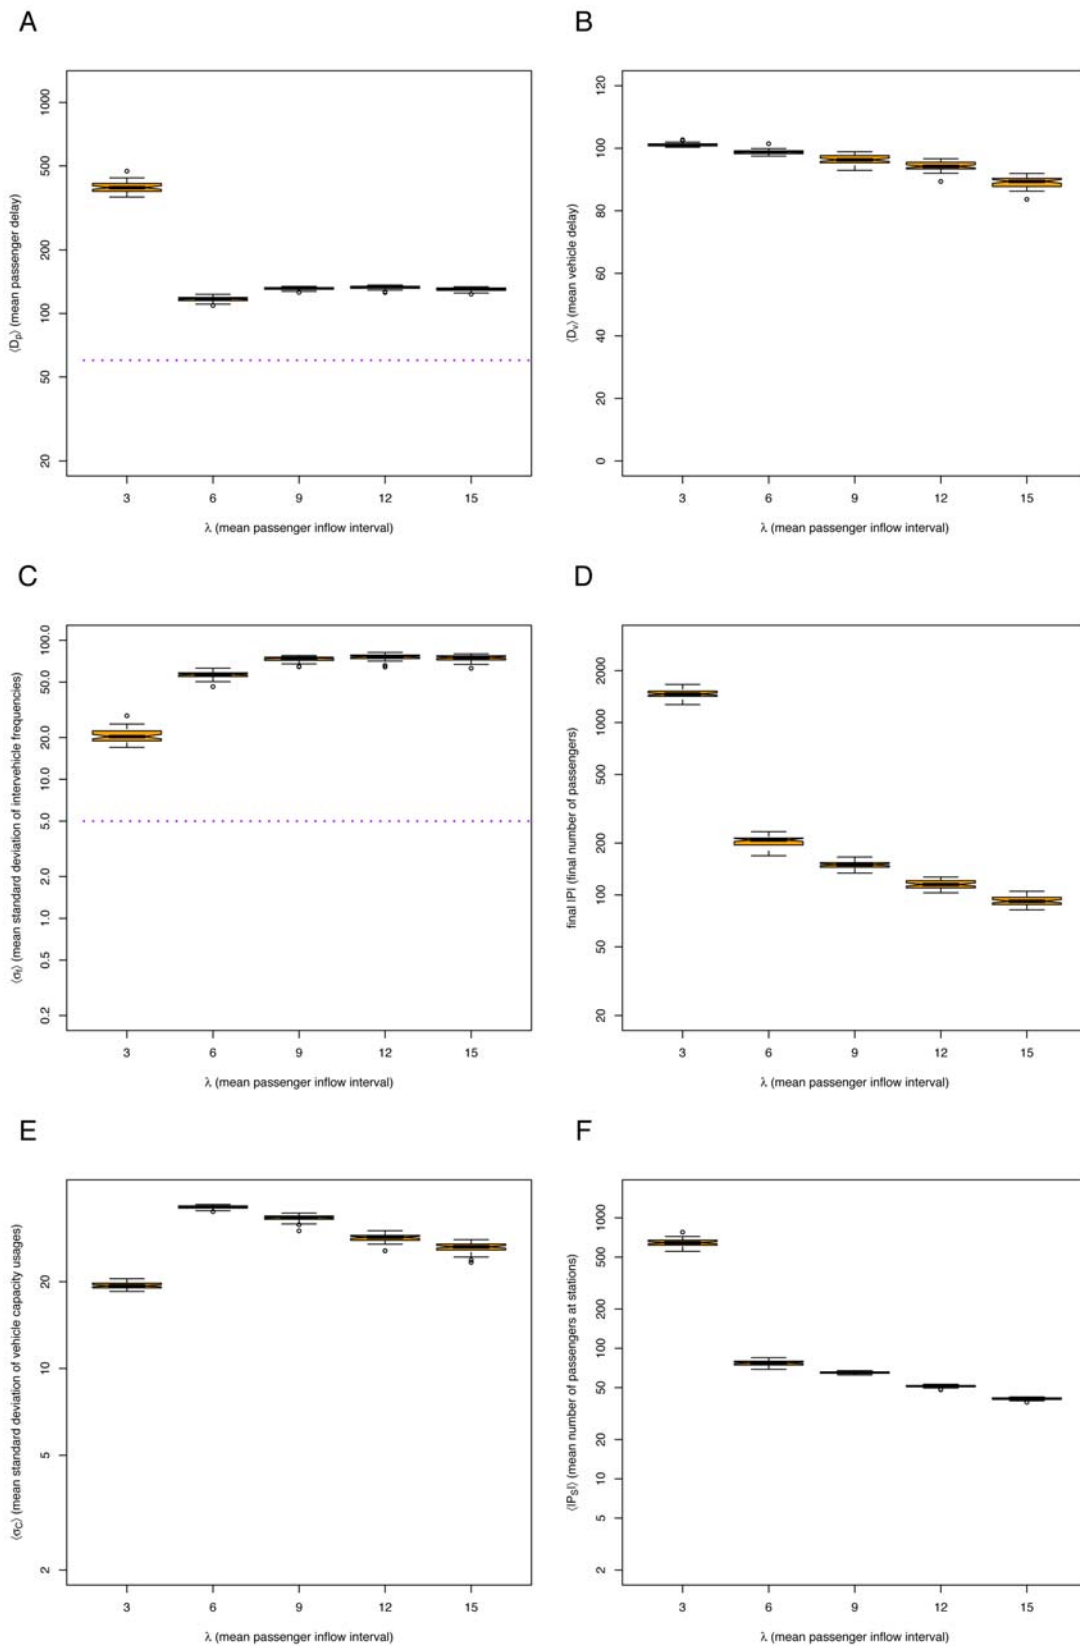 A
1000
500
200
100
50
20
⟨Dp⟩ (mean passenger delay)
3 6 9 12 15
λ (mean passenger inflow interval)
B
120
100
80
60
40
20
0
⟨Dv⟩ (mean vehicle delay)
3 6 9 12 15
λ (mean passenger inflow interval)
C
100.0
50.0
20.0
10.0
5.0
2.0
1.0
0.5
0.2
⟨σf⟩ (mean standard deviation of intervehicle frequencies)
3 6 9 12 15
λ (mean passenger inflow interval)
D
2000
1000
500
200
100
50
20
final |P| (final number of passengers)
3 6 9 12 15
λ (mean passenger inflow interval)
E
20
10
5
2
⟨σC⟩ (mean standard deviation of vehicle capacity usages)
3 6 9 12 15
λ (mean passenger inflow interval)
F
1000
500
200
100
50
20
10
5
2
⟨|PS|⟩ (mean number of passengers at stations)
3 6 9 12 15
λ (mean passenger inflow interval)